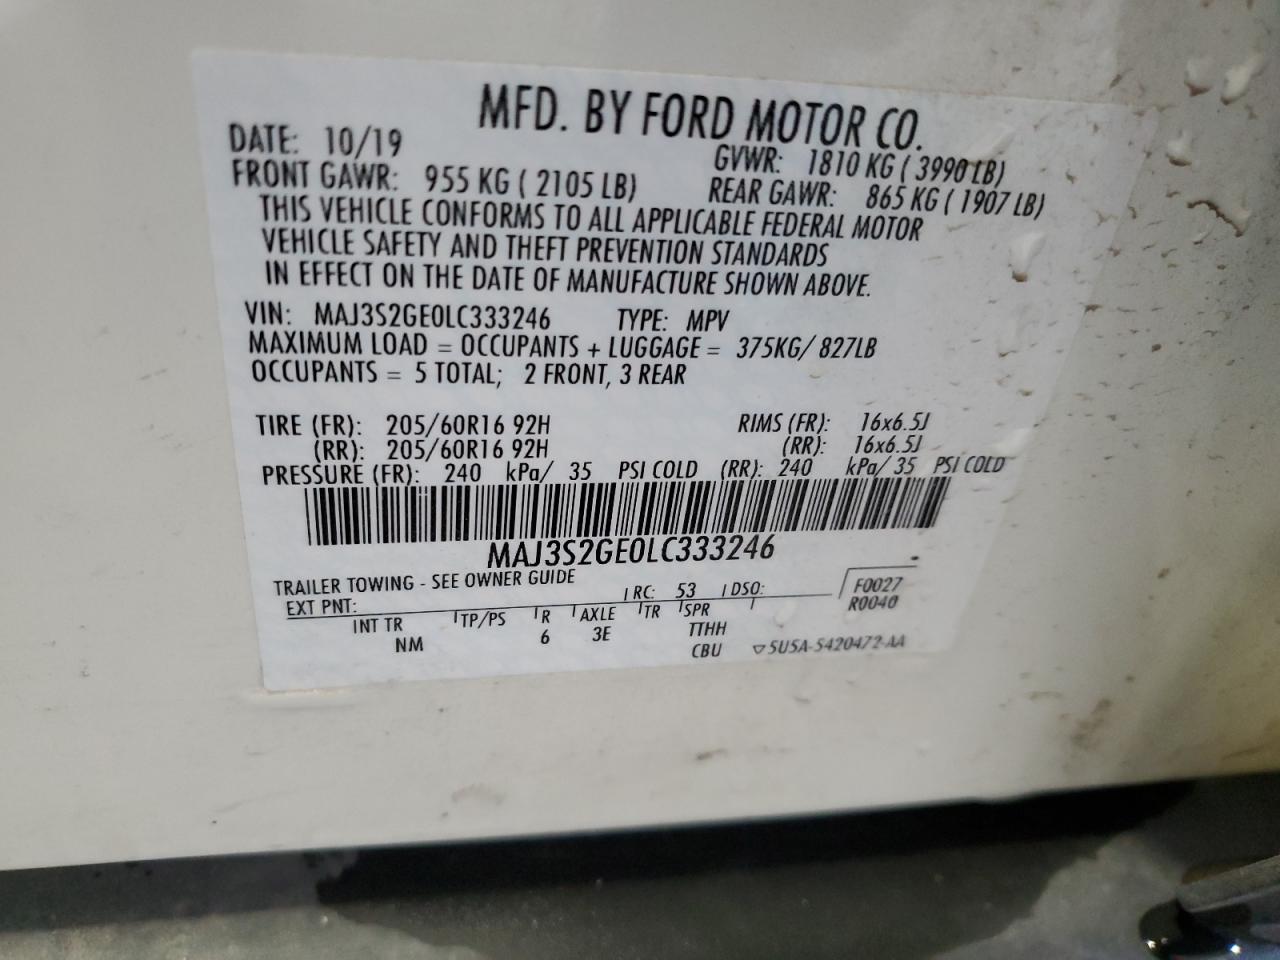 MFD. BY FORD MOTOR CO.
DATE: 10/19 GVWR: 1810 KG ( 3990 LB)
FRONT GAWR: 955 KG ( 2105 LB) REAR GAWR: 865 KG ( 1907 LB)
THIS VEHICLE CONFORMS TO ALL APPLICABLE FEDERAL MOTOR
VEHICLE SAFETY AND THEFT PREVENTION STANDARDS
IN EFFECT ON THE DATE OF MANUFACTURE SHOWN ABOVE.
VIN: MAJ3S2GE0LC333246 TYPE: MPV
MAXIMUM LOAD = OCCUPANTS + LUGGAGE = 375KG/ 827LB
OCCUPANTS = 5 TOTAL; 2 FRONT, 3 REAR
TIRE (FR): 205/60R16 92H RIMS (FR): 16x6.5J
(RR): 205/60R16 92H (RR): 16x6.5J
PRESSURE (FR): 240 kPa/ 35 PSI COLD (RR): 240 kPa/ 35 PSI COLD
MAJ3S2GE0LC333246
TRAILER TOWING - SEE OWNER GUIDE
EXT PNT: RC: 53 DSO: F0027
R0040
INT TR TP/PS R AXLE TR SPR
NM 6 3E TTHH
CBU ▽5U5A-5420472-AA